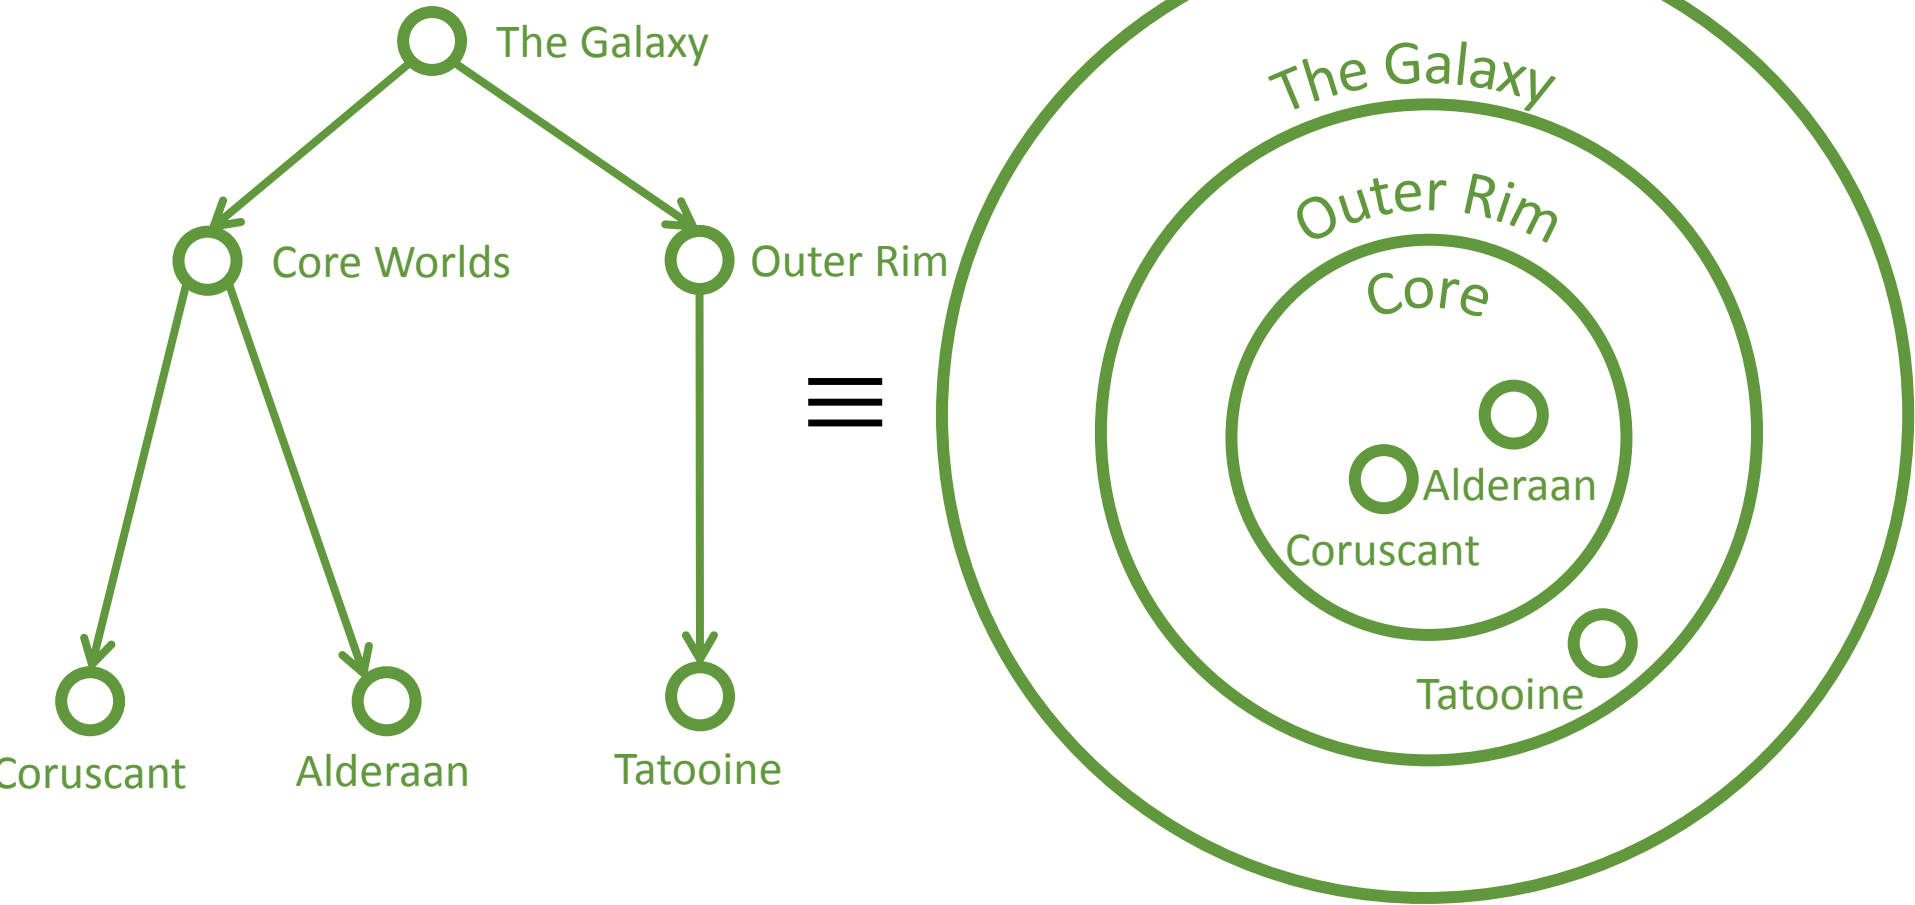 The Galaxy
Core Worlds
Outer Rim
Coruscant
Alderaan
Tatooine
≡
The Galaxy
Outer Rim
Core
Alderaan
Coruscant
Tatooine